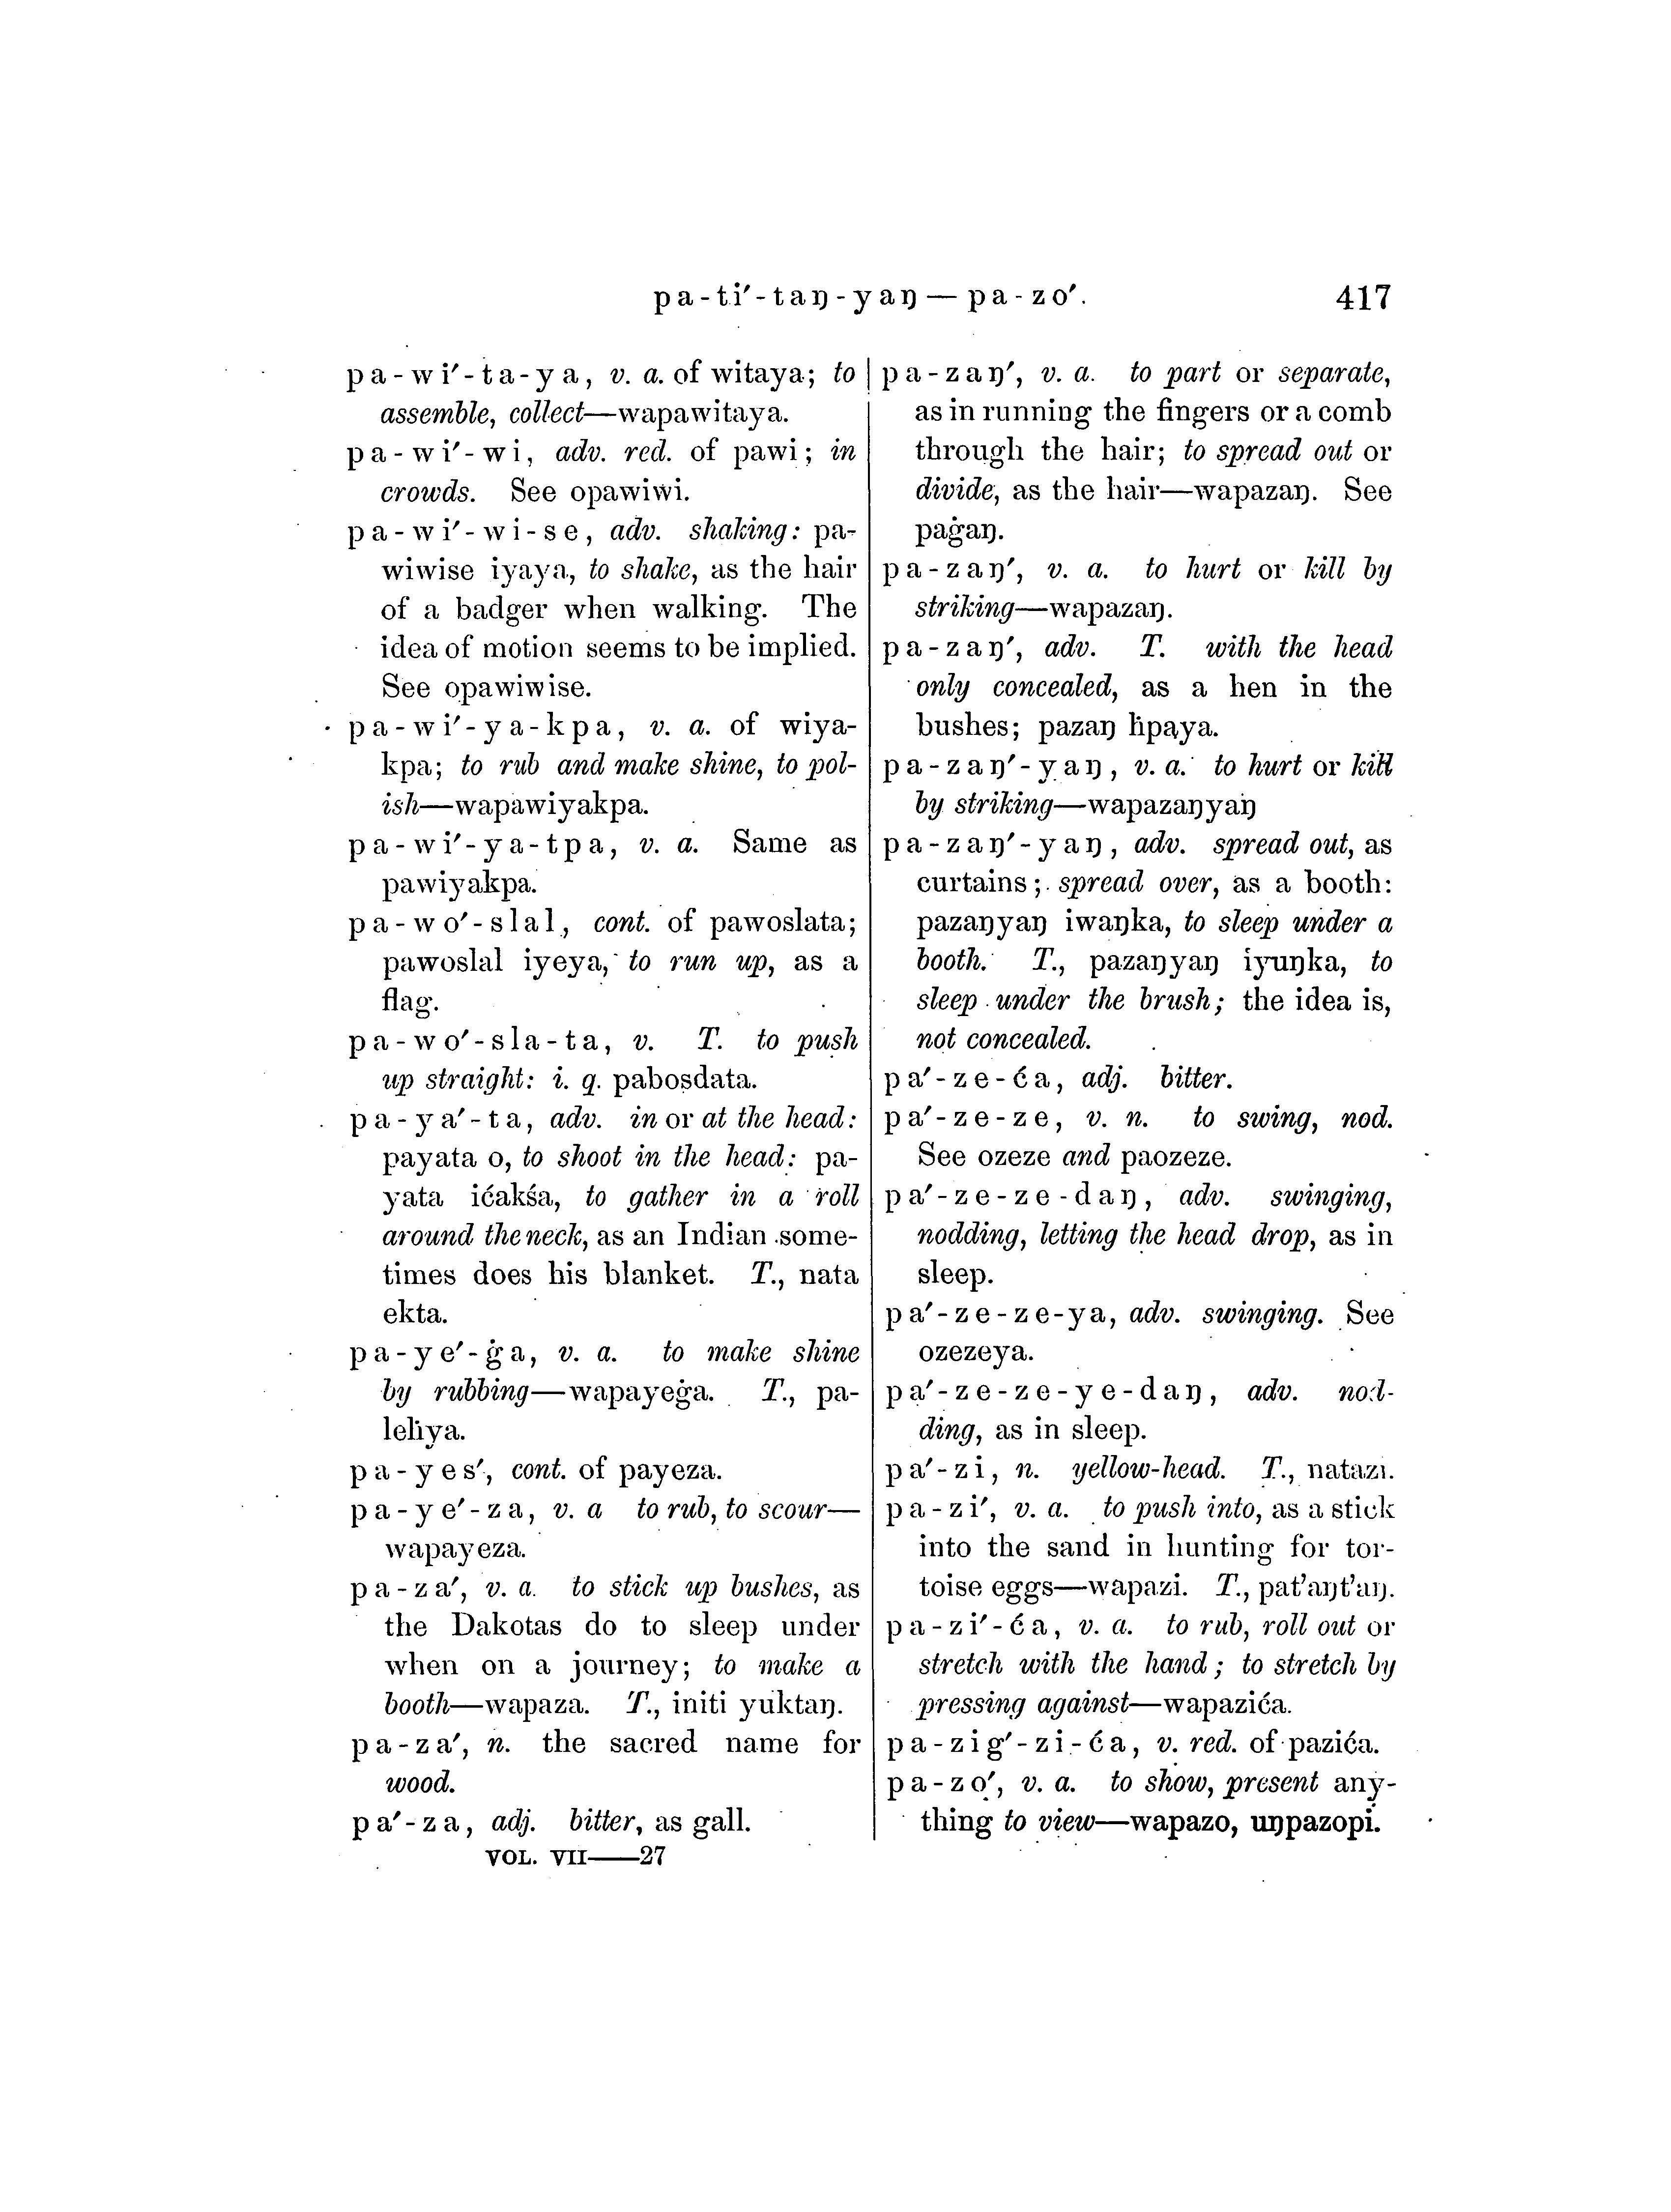 pa-ti′-taŋ-yaŋ — pa-zo′.
417
pa-wi′-ta-ya, v. a. of witaya; to
assemble, collect—wapawitaya.
pa-wi′-wi, adv. red. of pawi; in
crowds. See opawiwi.
pa-wi′-wi-se, adv. shaking: pa-
wiwise iyaya, to shake, as the hair
of a badger when walking. The
idea of motion seems to be implied.
See opawiwise.
pa-wi′-ya-kpa, v. a. of wiya-
kpa; to rub and make shine, to pol-
ish—wapawiyakpa.
pa-wi′-ya-tpa, v. a. Same as
pawiyakpa.
pa-wo′-slal, cont. of pawoslata;
pawoslal iyeya, to run up, as a
flag.
pa-wo′-sla-ta, v. T. to push
up straight: i. q. pabosdata.
pa-ya′-ta, adv. in or at the head:
payata o, to shoot in the head: pa-
yata ićakśa, to gather in a roll
around the neck, as an Indian some-
times does his blanket. T., nata
ekta.
pa-ye′-ġa, v. a. to make shine
by rubbing—wapayeġa. T., pa-
leḣya.
pa-yes′, cont. of payeza.
pa-ye′-za, v. a to rub, to scour—
wapayeza.
pa-za′, v. a. to stick up bushes, as
the Dakotas do to sleep under
when on a journey; to make a
booth—wapaza. T., initi yuktaŋ.
pa-za′, n. the sacred name for
wood.
pa′-za, adj. bitter, as gall.
VOL. VII——27
pa-zaŋ′, v. a. to part or separate,
as in running the fingers or a comb
through the hair; to spread out or
divide, as the hair—wapazaŋ. See
paġaŋ.
pa-zaŋ′, v. a. to hurt or kill by
striking—wapazaŋ.
pa-zaŋ′, adv. T. with the head
only concealed, as a hen in the
bushes; pazaŋ ḣpaya.
pa-zaŋ′-yaŋ, v. a. to hurt or kill
by striking—wapazaŋyaŋ
pa-zaŋ′-yaŋ, adv. spread out, as
curtains; spread over, as a booth:
pazaŋyaŋ iwaŋka, to sleep under a
booth. T., pazaŋyaŋ iyuŋka, to
sleep under the brush; the idea is,
not concealed.
pa′-ze-ća, adj. bitter.
pa′-ze-ze, v. n. to swing, nod.
See ozeze and paozeze.
pa′-ze-ze-daŋ, adv. swinging,
nodding, letting the head drop, as in
sleep.
pa′-ze-ze-ya, adv. swinging. See
ozezeya.
pa′-ze-ze-ye-daŋ, adv. nod-
ding, as in sleep.
pa′-zi, n. yellow-head. T., natazi.
pa-zi′, v. a. to push into, as a stick
into the sand in hunting for tor-
toise eggs—wapazi. T., pat’aŋt’aŋ.
pa-zi′-ća, v. a. to rub, roll out or
stretch with the hand; to stretch by
pressing against—wapazića.
pa-zig′-zi-ća, v. red. of pazića.
pa-zo′, v. a. to show, present any-
thing to view—wapazo, uŋpazopi.